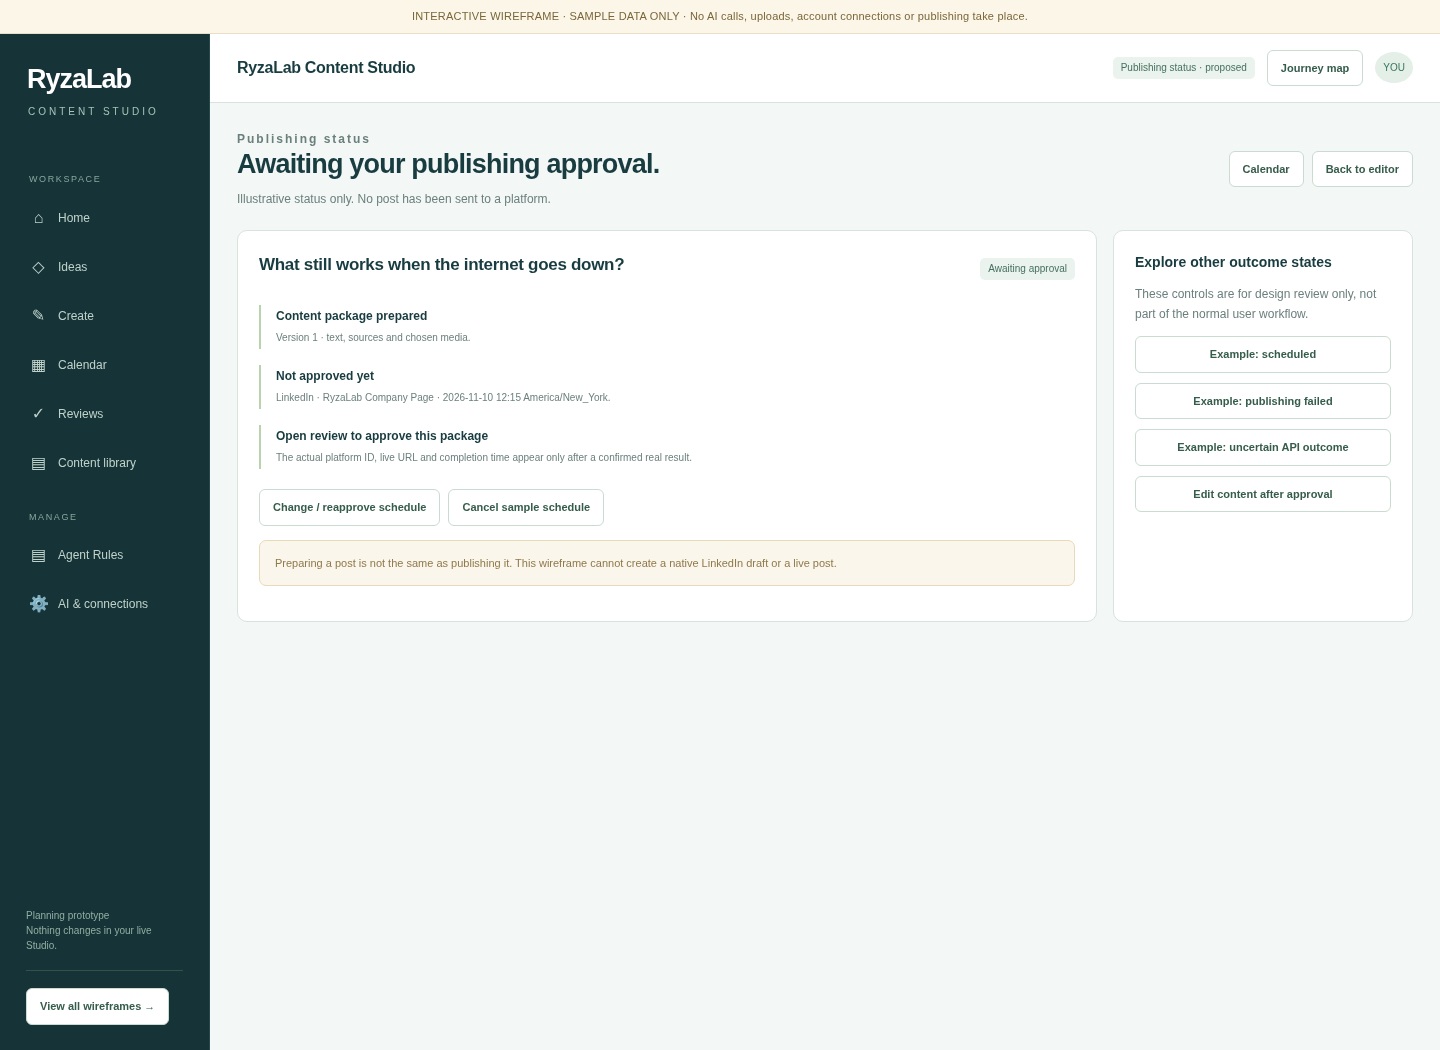 INTERACTIVE WIREFRAME · SAMPLE DATA ONLY · No AI calls, uploads, account connections or publishing take place.
RyzaLab
CONTENT STUDIO
WORKSPACE
Home
Ideas
Create
Calendar
Reviews
Content library
MANAGE
Agent Rules
AI & connections
Planning prototype
Nothing changes in your live
Studio.
View all wireframes →
RyzaLab Content Studio
Publishing status · proposed
Journey map
YOU
Publishing status
Awaiting your publishing approval.
Illustrative status only. No post has been sent to a platform.
Calendar
Back to editor
What still works when the internet goes down?
Awaiting approval
Content package prepared
Version 1 · text, sources and chosen media.
Not approved yet
LinkedIn · RyzaLab Company Page · 2026-11-10 12:15 America/New_York.
Open review to approve this package
The actual platform ID, live URL and completion time appear only after a confirmed real result.
Change / reapprove schedule
Cancel sample schedule
Preparing a post is not the same as publishing it. This wireframe cannot create a native LinkedIn draft or a live post.
Explore other outcome states
These controls are for design review only, not
part of the normal user workflow.
Example: scheduled
Example: publishing failed
Example: uncertain API outcome
Edit content after approval